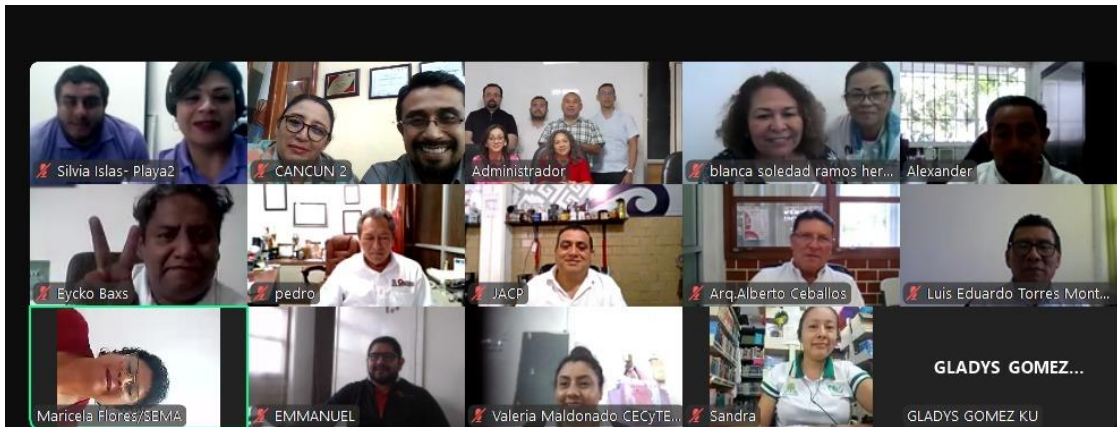 Silvia Islas- Playa2
CANCUN 2
Administrador
blanca soledad ramos her...
Alexander
Eycko Baxs
pedro
JACP
Arq.Alberto Ceballos
Luis Eduardo Torres Mont...
Maricela Flores/SEMA
EMMANUEL
Valeria Maldonado CECyTE...
Sandra
GLADYS GOMEZ...
GLADYS GOMEZ KU